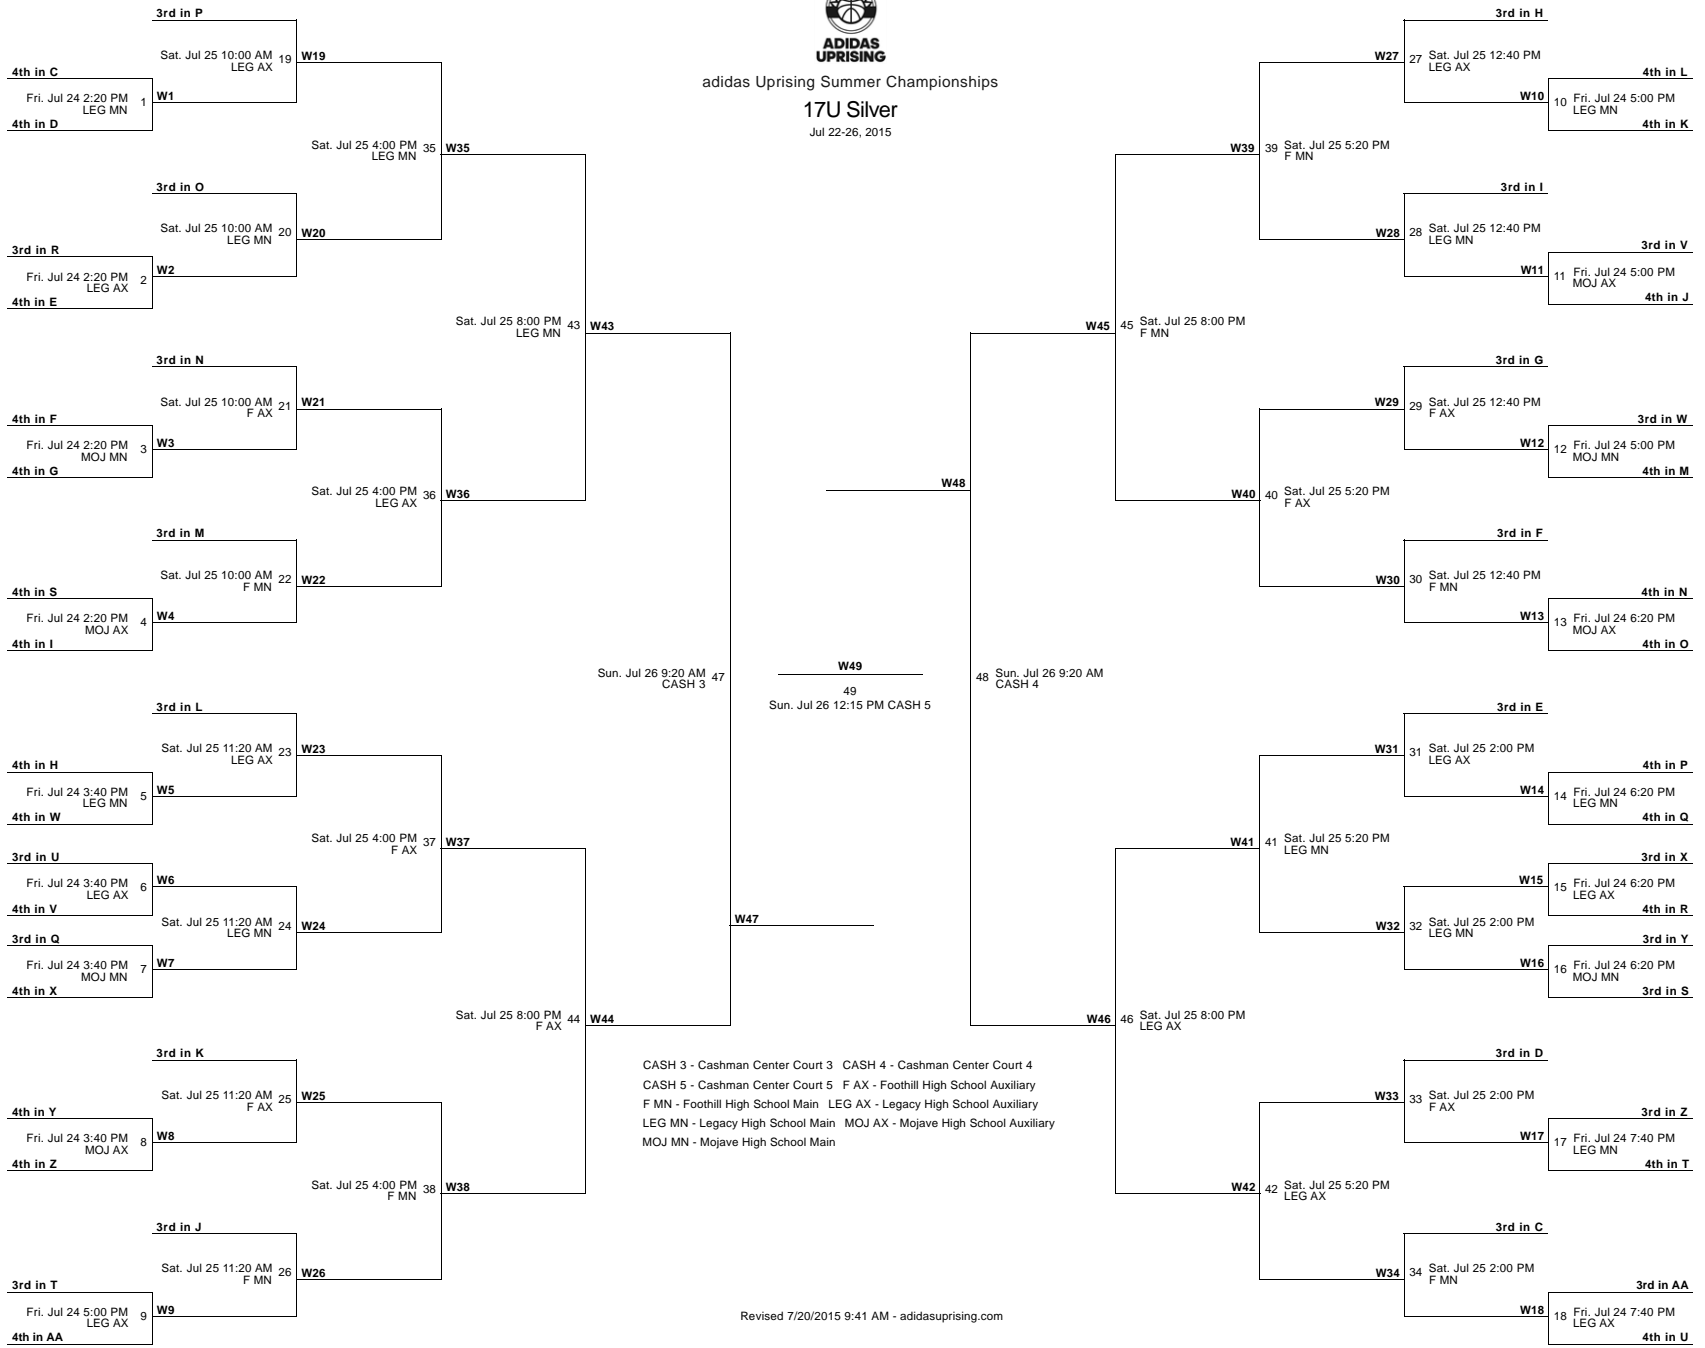 ADIDAS
UPRISING
adidas Uprising Summer Championships
17U Silver
Jul 22-26, 2015
3rd in P
Sat. Jul 25 10:00 AM 19 W19
LEG AX
4th in C
Fri. Jul 24 2:20 PM 1 W1
LEG MN
4th in D
Sat. Jul 25 4:00 PM 35 W35
LEG MN
3rd in O
Sat. Jul 25 10:00 AM 20 W20
LEG MN
3rd in R
Fri. Jul 24 2:20 PM 2 W2
LEG AX
4th in E
Sat. Jul 25 8:00 PM 43 W43
LEG MN
3rd in N
Sat. Jul 25 10:00 AM 21 W21
F AX
4th in F
Fri. Jul 24 2:20 PM 3 W3
MOJ MN
4th in G
Sat. Jul 25 4:00 PM 36 W36
LEG AX
3rd in M
Sat. Jul 25 10:00 AM 22 W22
F MN
4th in S
Fri. Jul 24 2:20 PM 4 W4
MOJ AX
4th in I
Sun. Jul 26 9:20 AM 47
CASH 3
3rd in L
Sat. Jul 25 11:20 AM 23 W23
LEG AX
4th in H
Fri. Jul 24 3:40 PM 5 W5
LEG MN
4th in W
Sat. Jul 25 4:00 PM 37 W37
F AX
3rd in U
Fri. Jul 24 3:40 PM 6 W6
LEG AX
4th in V
Sat. Jul 25 11:20 AM 24 W24
LEG MN
3rd in Q
Fri. Jul 24 3:40 PM 7 W7
MOJ MN
4th in X
W47
Sat. Jul 25 8:00 PM 44 W44
F AX
3rd in K
Sat. Jul 25 11:20 AM 25 W25
F AX
4th in Y
Fri. Jul 24 3:40 PM 8 W8
MOJ AX
4th in Z
Sat. Jul 25 4:00 PM 38 W38
F MN
3rd in J
Sat. Jul 25 11:20 AM 26 W26
F MN
3rd in T
Fri. Jul 24 5:00 PM 9 W9
LEG AX
4th in AA
W48
W49
49
Sun. Jul 26 12:15 PM CASH 5
3rd in H
W27 27 Sat. Jul 25 12:40 PM
LEG AX
4th in L
W10 10 Fri. Jul 24 5:00 PM
LEG MN
4th in K
W39 39 Sat. Jul 25 5:20 PM
F MN
3rd in I
W28 28 Sat. Jul 25 12:40 PM
LEG MN
3rd in V
W11 11 Fri. Jul 24 5:00 PM
MOJ AX
4th in J
W45 45 Sat. Jul 25 8:00 PM
F MN
3rd in G
W29 29 Sat. Jul 25 12:40 PM
F AX
3rd in W
W12 12 Fri. Jul 24 5:00 PM
MOJ MN
4th in M
W40 40 Sat. Jul 25 5:20 PM
F AX
3rd in F
W30 30 Sat. Jul 25 12:40 PM
F MN
4th in N
W13 13 Fri. Jul 24 6:20 PM
MOJ AX
4th in O
48 Sun. Jul 26 9:20 AM
CASH 4
3rd in E
W31 31 Sat. Jul 25 2:00 PM
LEG AX
4th in P
W14 14 Fri. Jul 24 6:20 PM
LEG MN
4th in Q
W41 41 Sat. Jul 25 5:20 PM
LEG MN
3rd in X
W15 15 Fri. Jul 24 6:20 PM
LEG AX
4th in R
W32 32 Sat. Jul 25 2:00 PM
LEG MN
3rd in Y
W16 16 Fri. Jul 24 6:20 PM
MOJ MN
3rd in S
W46 46 Sat. Jul 25 8:00 PM
LEG AX
3rd in D
W33 33 Sat. Jul 25 2:00 PM
F AX
3rd in Z
W17 17 Fri. Jul 24 7:40 PM
LEG MN
4th in T
W42 42 Sat. Jul 25 5:20 PM
LEG AX
3rd in C
W34 34 Sat. Jul 25 2:00 PM
F MN
3rd in AA
W18 18 Fri. Jul 24 7:40 PM
LEG AX
4th in U
CASH 3 - Cashman Center Court 3 CASH 4 - Cashman Center Court 4
CASH 5 - Cashman Center Court 5 F AX - Foothill High School Auxiliary
F MN - Foothill High School Main LEG AX - Legacy High School Auxiliary
LEG MN - Legacy High School Main MOJ AX - Mojave High School Auxiliary
MOJ MN - Mojave High School Main
Revised 7/20/2015 9:41 AM - adidasuprising.com